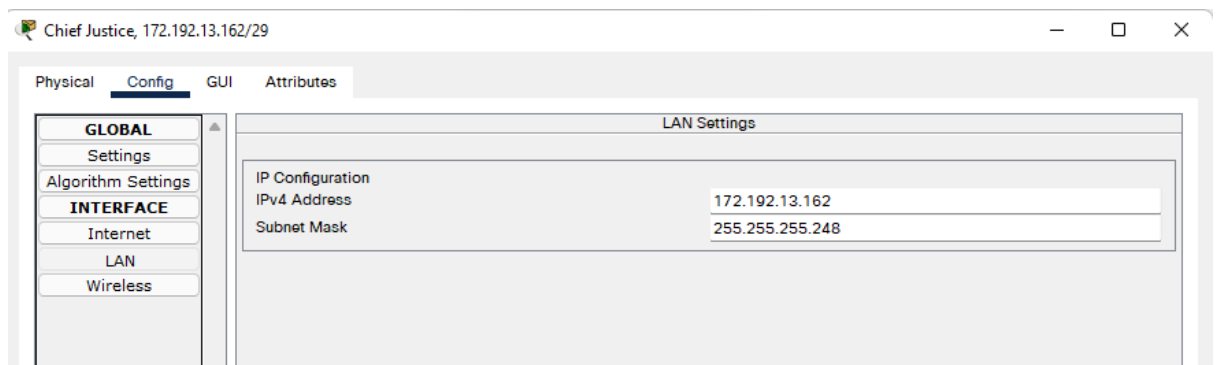 Chief Justice, 172.192.13.162/29
Physical Config GUI Attributes
GLOBAL
Settings
Algorithm Settings
INTERFACE
Internet
LAN
Wireless
LAN Settings
IP Configuration
IPv4 Address 172.192.13.162
Subnet Mask 255.255.255.248